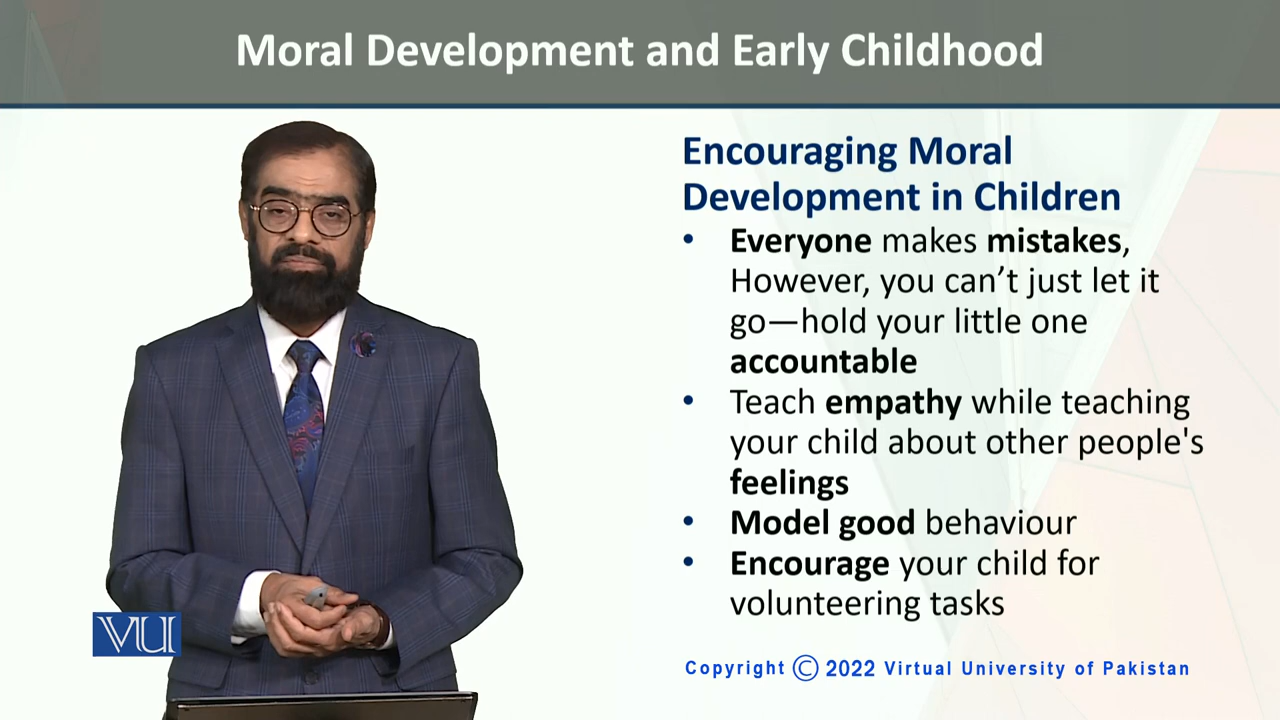 Moral Development and Early Childhood
Encouraging Moral
Development in Children
• Everyone makes mistakes,
However, you can’t just let it
go—hold your little one
accountable
• Teach empathy while teaching
your child about other people's
feelings
• Model good behaviour
• Encourage your child for
volunteering tasks
VU
Copyright © 2022 Virtual University of Pakistan